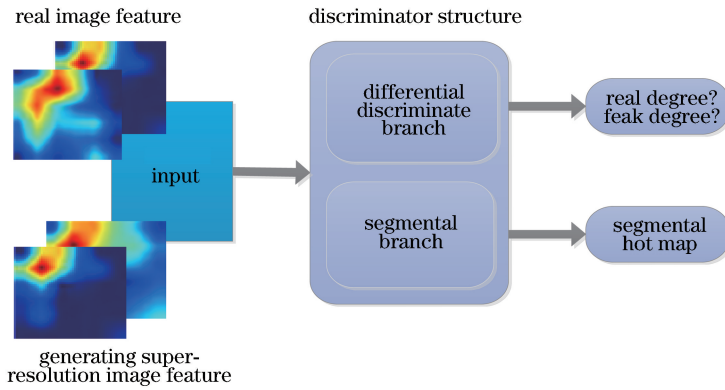 real image feature
discriminator structure
differential
discriminate
branch
real degree?
feak degree?
input
segmental
branch
segmental
hot map
generating super-
resolution image feature